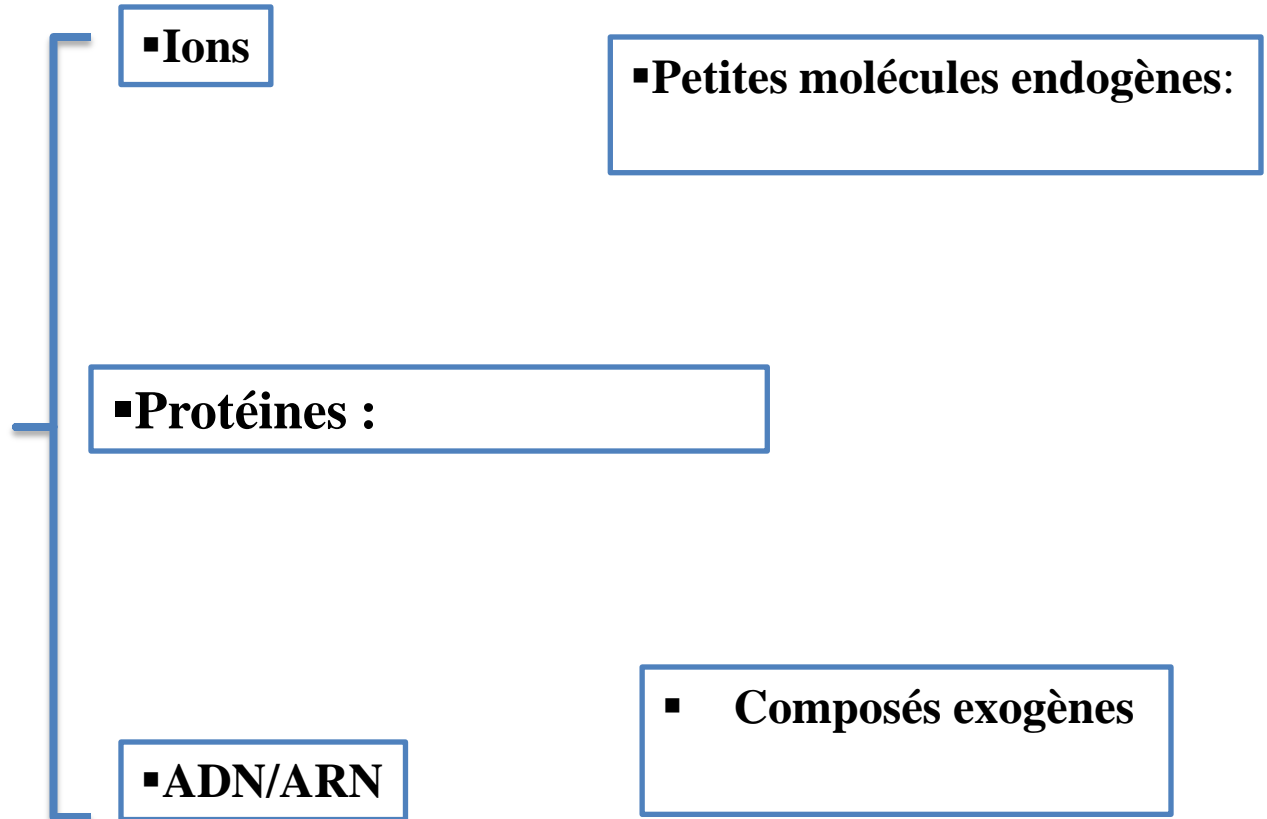 ▪Ions
▪Petites molécules endogènes:
▪Protéines :
▪ Composés exogènes
▪ADN/ARN